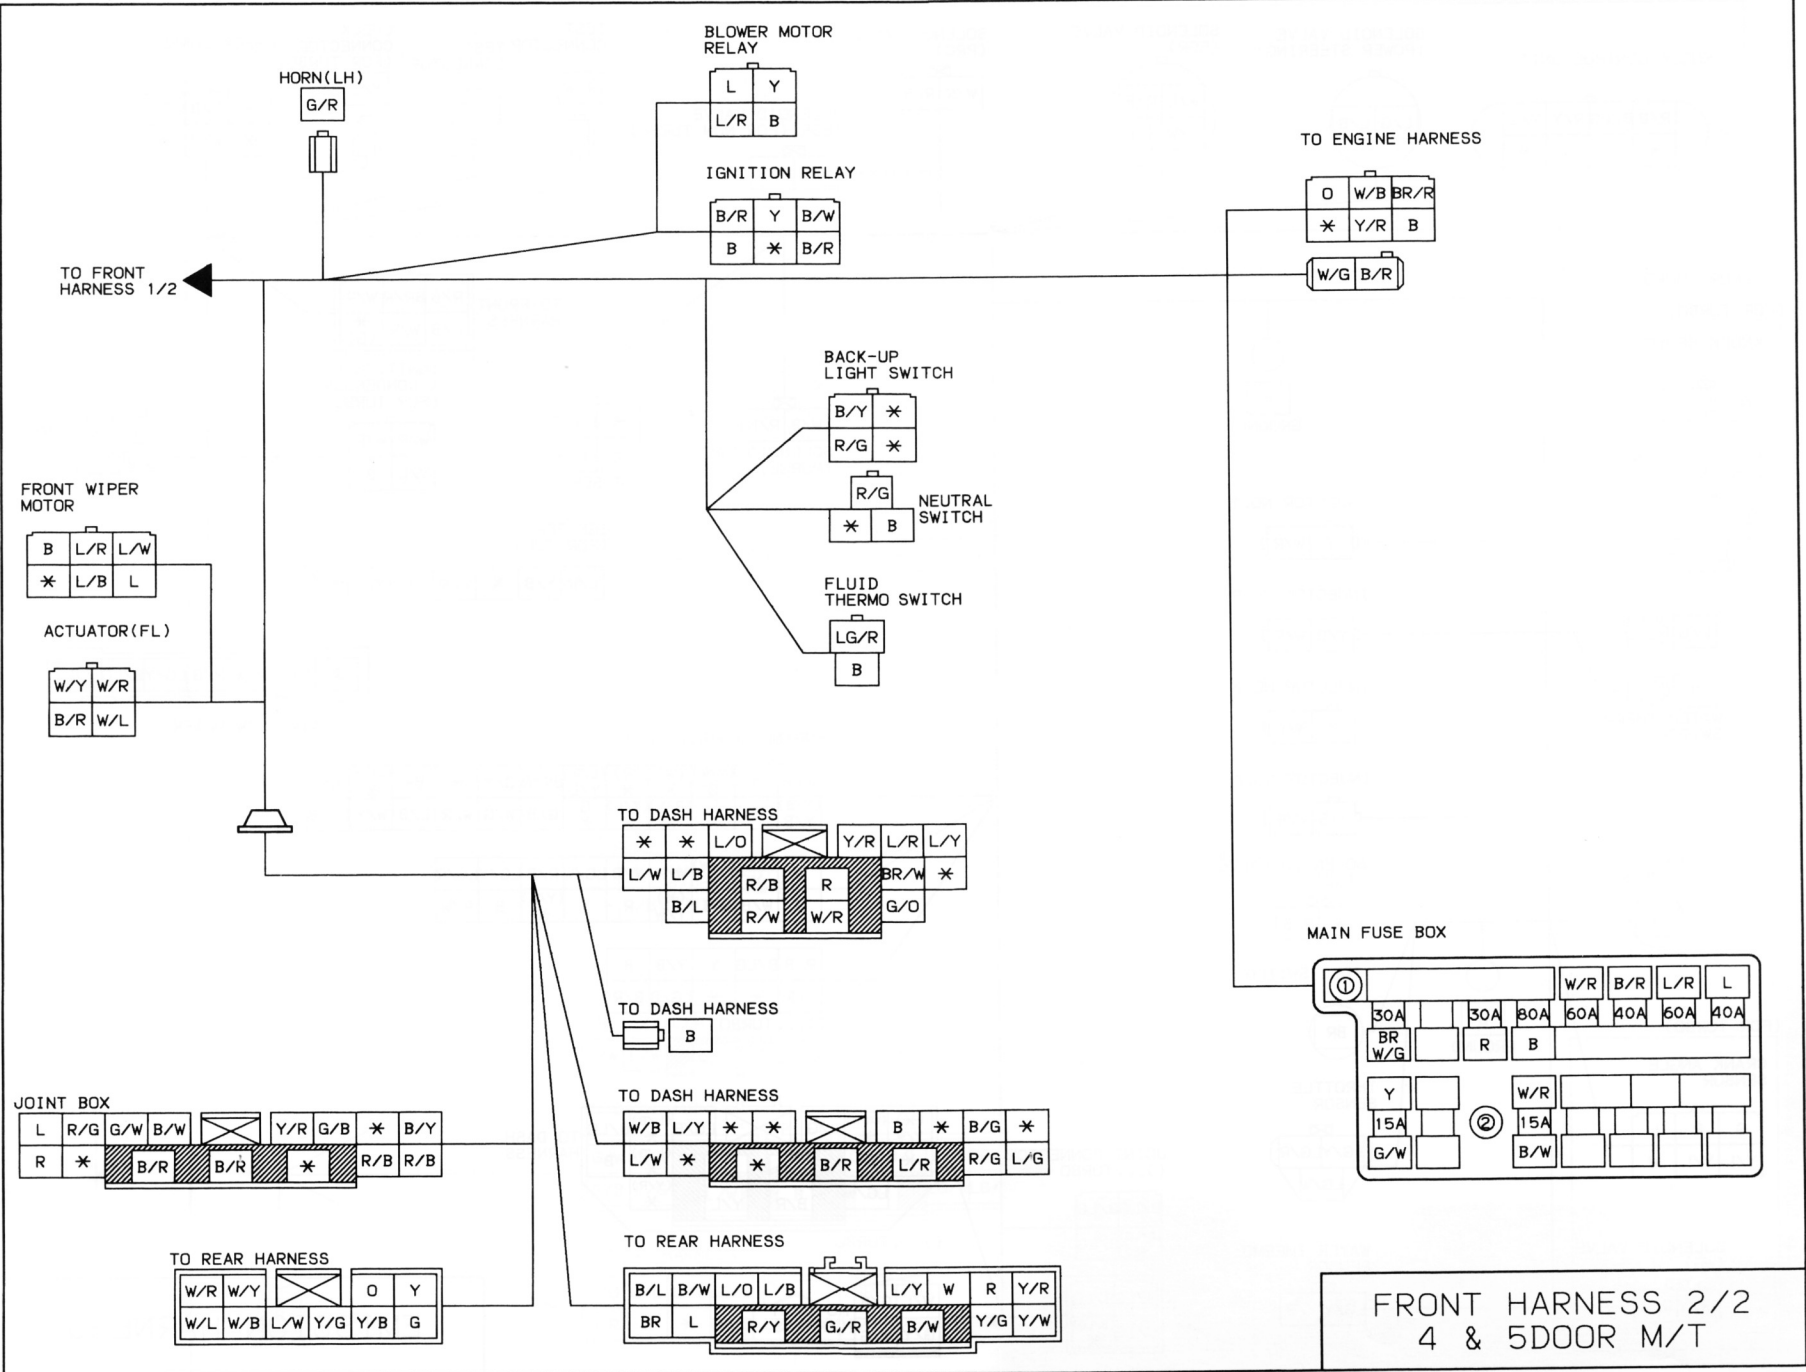 BLOWER MOTOR
RELAY
L Y
L/R B
HORN(LH)
G/R
IGNITION RELAY
B/R Y B/W
B * B/R
TO ENGINE HARNESS
O W/B BR/R
* Y/R B
W/G B/R
TO FRONT
HARNESS 1/2
BACK-UP
LIGHT SWITCH
B/Y *
R/G *
R/G
* B
NEUTRAL
SWITCH
FLUID
THERMO SWITCH
LG/R
B
FRONT WIPER
MOTOR
B L/R L/W
* L/B L
ACTUATOR(FL)
W/Y W/R
B/R W/L
TO DASH HARNESS
* * L/O Y/R L/R L/Y
L/W L/B R/B R BR/W *
B/L R/W W/R G/O
TO DASH HARNESS
B
TO DASH HARNESS
W/B L/Y * * B * B/G *
L/W * * B/R L/R R/G L/G
JOINT BOX
L R/G G/W B/W Y/R G/B * B/Y
R * B/R B/R * R/B R/B
TO REAR HARNESS
W/R W/Y O Y
W/L W/B L/W Y/G Y/B G
TO REAR HARNESS
B/L B/W L/O L/B L/Y W R Y/R
BR L R/Y G/R B/W Y/G Y/W
MAIN FUSE BOX
① W/R B/R L/R L
30A 30A 80A 60A 40A 60A 40A
BR
W/G R B
Y W/R
15A ② 15A
G/W B/W
FRONT HARNESS 2/2
4 & 5DOOR M/T